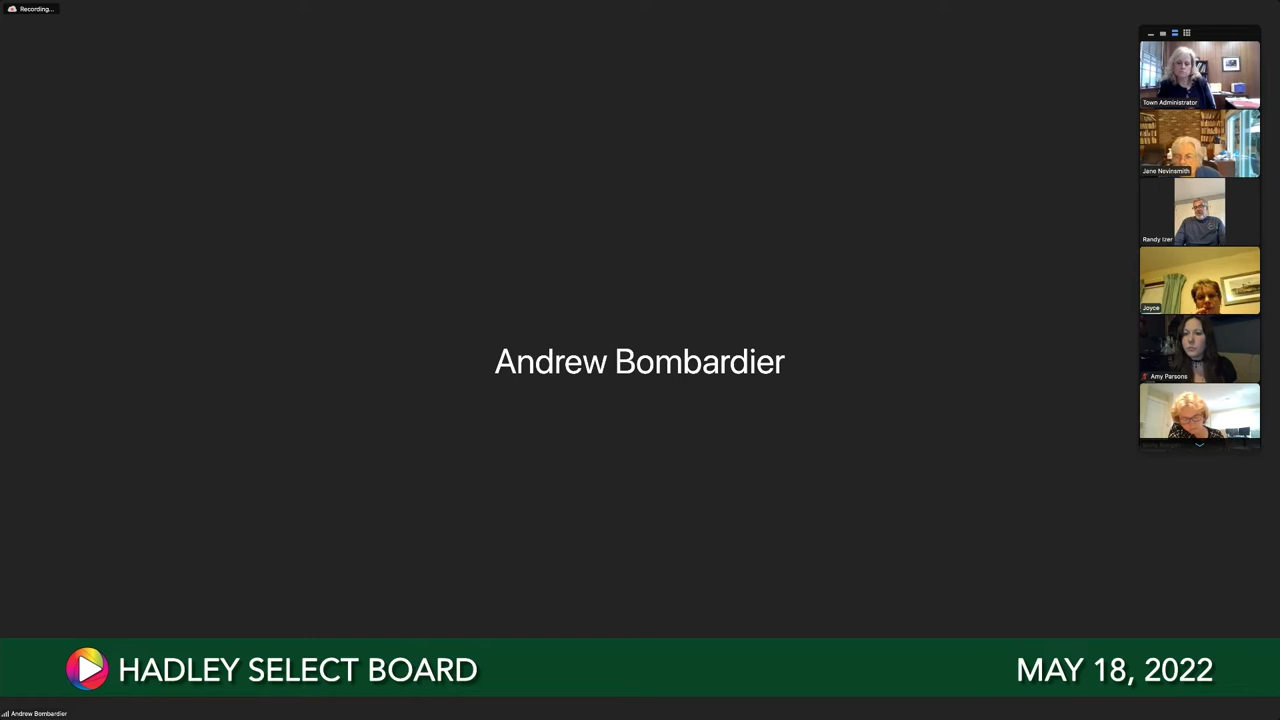 Recording...
Town Administrator
Jane Nevinsmith
Randy Izer
Joyce
Amy Parsons
Andrew Bombardier
HADLEY SELECT BOARD
MAY 18, 2022
Andrew Bombardier